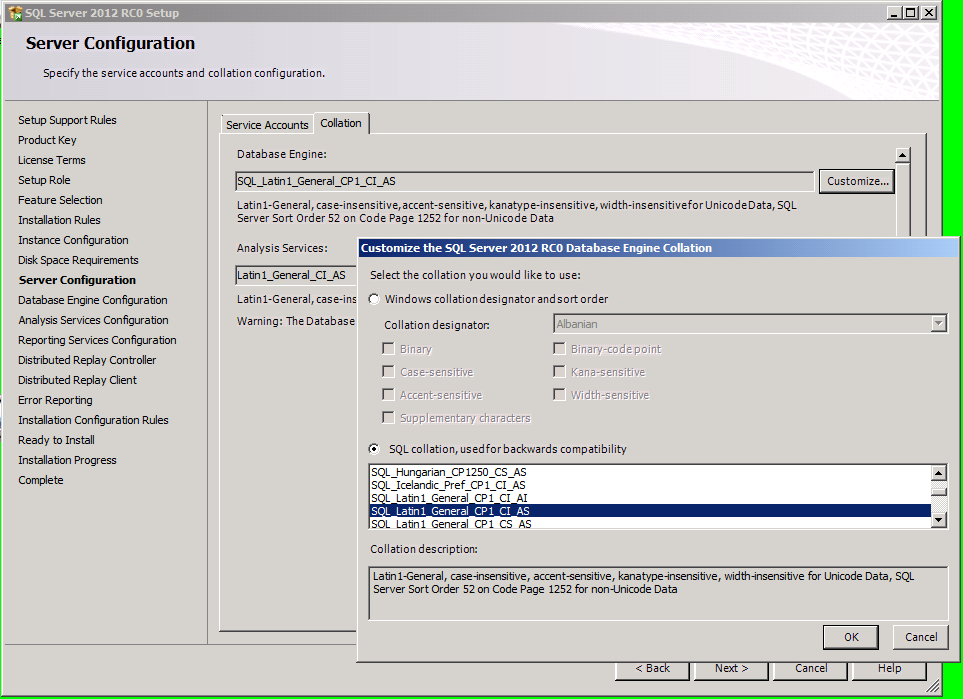 SQL Server 2012 RC0 Setup
Server Configuration
Specify the service accounts and collation configuration.
Setup Support Rules
Product Key
License Terms
Setup Role
Feature Selection
Installation Rules
Instance Configuration
Disk Space Requirements
Server Configuration
Database Engine Configuration
Analysis Services Configuration
Reporting Services Configuration
Distributed Replay Controller
Distributed Replay Client
Error Reporting
Installation Configuration Rules
Ready to Install
Installation Progress
Complete
Service Accounts
Collation
Database Engine:
SQL_Latin1_General_CP1_CI_AS
Customize...
Latin1-General, case-insensitive, accent-sensitive, kanatype-insensitive, width-insensitive for Unicode Data, SQL
Server Sort Order 52 on Code Page 1252 for non-Unicode Data
Analysis Services:
Latin1_General_CI_AS
Latin1-General, case-ins
Warning: The Database
Customize the SQL Server 2012 RC0 Database Engine Collation
Select the collation you would like to use:
Windows collation designator and sort order
Collation designator:
Albanian
Binary
Binary-code point
Case-sensitive
Kana-sensitive
Accent-sensitive
Width-sensitive
Supplementary characters
SQL collation, used for backwards compatibility
SQL_Hungarian_CP1250_CS_AS
SQL_Icelandic_Pref_CP1_CI_AS
SQL_Latin1_General_CP1_CI_AI
SQL_Latin1_General_CP1_CI_AS
SQL_Latin1_General_CP1_CS_AS
Collation description:
Latin1-General, case-insensitive, accent-sensitive, kanatype-insensitive, width-insensitive for Unicode Data, SQL
Server Sort Order 52 on Code Page 1252 for non-Unicode Data
OK
Cancel
< Back
Next >
Cancel
Help